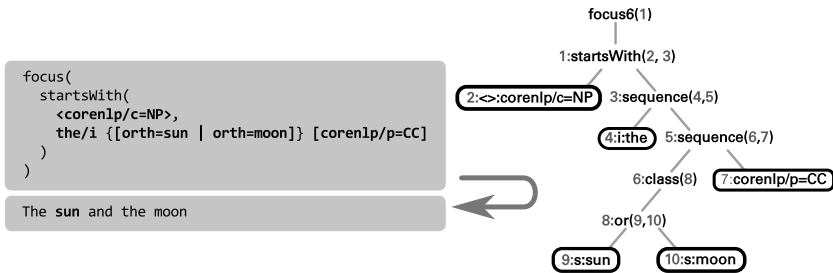 focus(
startsWith(
<corenlp/c=NP>,
the/i {[orth=sun | orth=moon]} [corenlp/p=CC]
)
)
The sun and the moon
focus6(1)
1:startsWith(2, 3)
2:<>:corenlp/c=NP
3:sequence(4,5)
4:i:the
5:sequence(6,7)
6:class(8)
7:corenlp/p=CC
8:or(9,10)
9:s:sun
10:s:moon